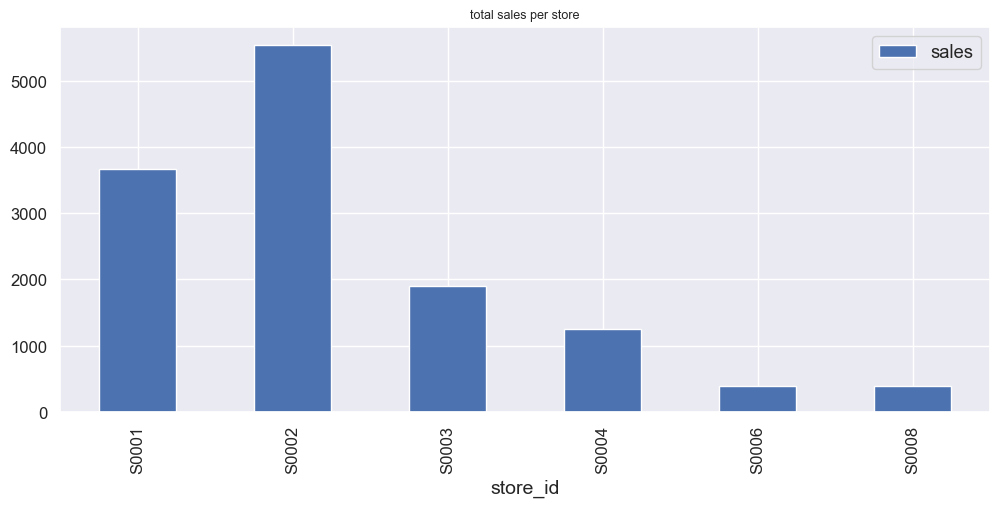 total sales per store
sales
5000
4000
3000
2000
1000
0
S0001
S0002
S0003
S0004
S0006
S0008
store_id